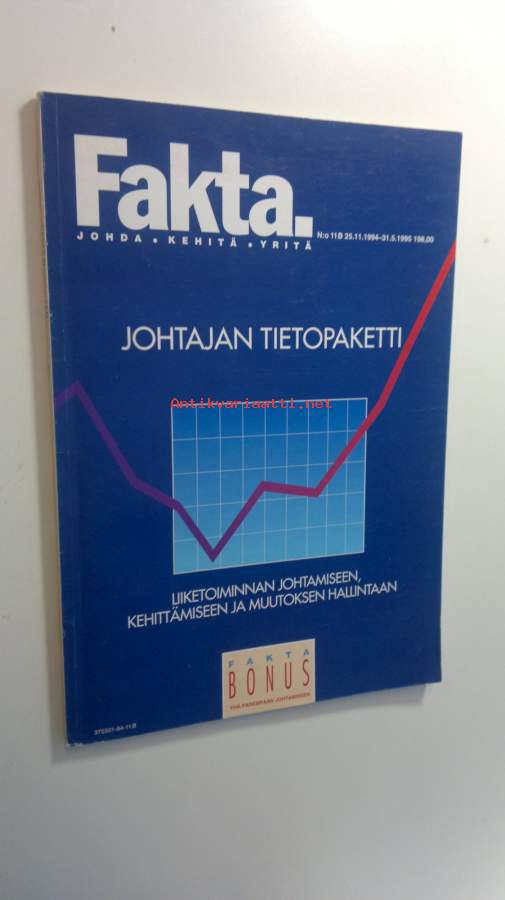 Fakta.
JOHDA • KEHITÄ • YRITÄ
N:o 11B 25.11.1994–31.5.1995 198,00
JOHTAJAN TIETOPAKETTI
Antikvariaatti.net
LIIKETOIMINNAN JOHTAMISEEN,
KEHITTÄMISEEN JA MUUTOKSEN HALLINTAAN
FAKTA
BONUS
YHÄ PAREMPAAN JOHTAMISEEN
375501-94-11B